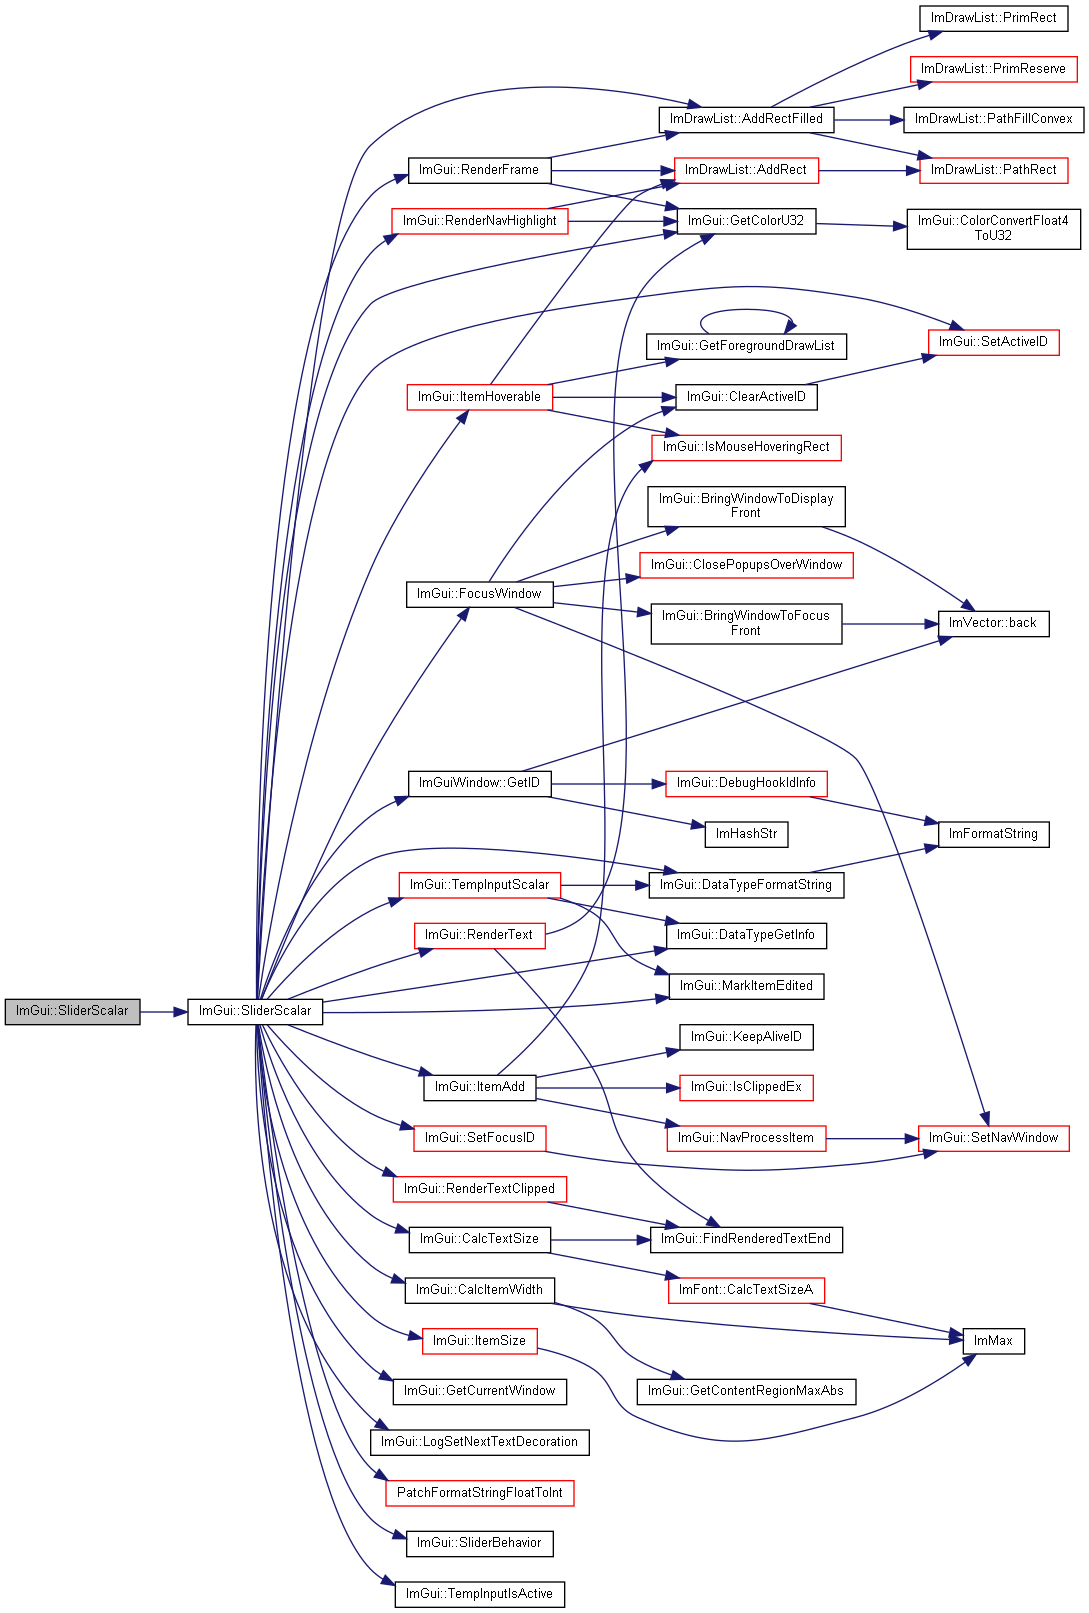 ImDrawList::PrimRect
ImDrawList::PrimReserve
ImDrawList::AddRectFilled
ImDrawList::PathFillConvex
ImGui::RenderFrame
ImDrawList::AddRect
ImDrawList::PathRect
ImGui::RenderNavHighlight
ImGui::GetColorU32
ImGui::ColorConvertFloat4
ToU32
ImGui::GetForegroundDrawList
ImGui::SetActiveID
ImGui::ItemHoverable
ImGui::ClearActiveID
ImGui::IsMouseHoveringRect
ImGui::BringWindowToDisplay
Front
ImGui::ClosePopupsOverWindow
ImGui::FocusWindow
ImGui::BringWindowToFocus
Front
ImVector::back
ImGuiWindow::GetID
ImGui::DebugHookIdInfo
ImHashStr
ImFormatString
ImGui::TempInputScalar
ImGui::DataTypeFormatString
ImGui::RenderText
ImGui::DataTypeGetInfo
ImGui::MarkItemEdited
ImGui::SliderScalar
ImGui::SliderScalar
ImGui::KeepAliveID
ImGui::ItemAdd
ImGui::IsClippedEx
ImGui::SetFocusID
ImGui::NavProcessItem
ImGui::SetNavWindow
ImGui::RenderTextClipped
ImGui::CalcTextSize
ImGui::FindRenderedTextEnd
ImGui::CalcItemWidth
ImFont::CalcTextSizeA
ImGui::ItemSize
ImMax
ImGui::GetCurrentWindow
ImGui::GetContentRegionMaxAbs
ImGui::LogSetNextTextDecoration
PatchFormatStringFloatToInt
ImGui::SliderBehavior
ImGui::TempInputIsActive